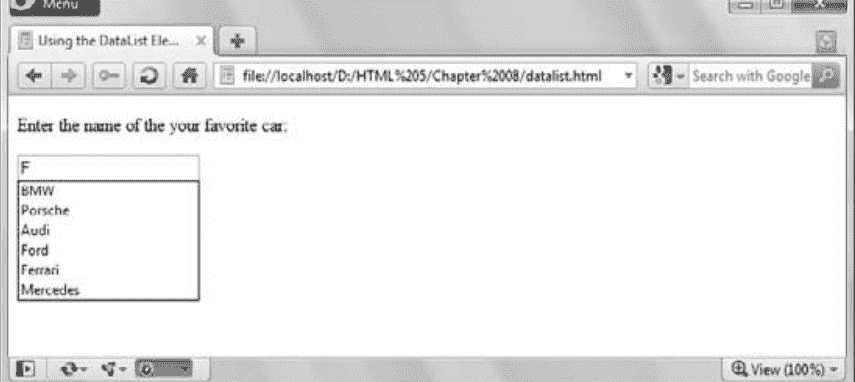 Menu
Using the DataList Ele...
file://localhost/D:/HTML%205/Chapter%2008/datalist.html
Search with Google
Enter the name of the your favorite car:
F
BMW
Porsche
Audi
Ford
Ferrari
Mercedes
View (100%)